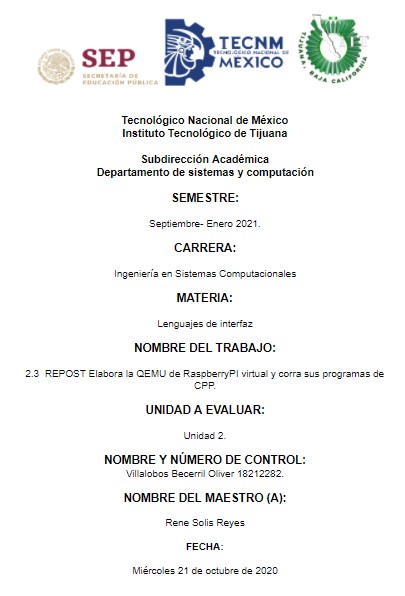 SEP
SECRETARÍA DE
EDUCACIÓN PÚBLICA
TECNM
TECNOLÓGICO NACIONAL DE
MÉXICO
TIJUANA, BAJA CALIFORNIA
Tecnológico Nacional de México
Instituto Tecnológico de Tijuana
Subdirección Académica
Departamento de sistemas y computación
SEMESTRE:
Septiembre- Enero 2021.
CARRERA:
Ingeniería en Sistemas Computacionales
MATERIA:
Lenguajes de interfaz
NOMBRE DEL TRABAJO:
2.3 REPOST Elabora la QEMU de RaspberryPI virtual y corra sus programas de
CPP.
UNIDAD A EVALUAR:
Unidad 2.
NOMBRE Y NÚMERO DE CONTROL:
Villalobos Becerril Oliver 18212282.
NOMBRE DEL MAESTRO (A):
Rene Solis Reyes
FECHA:
Miércoles 21 de octubre de 2020